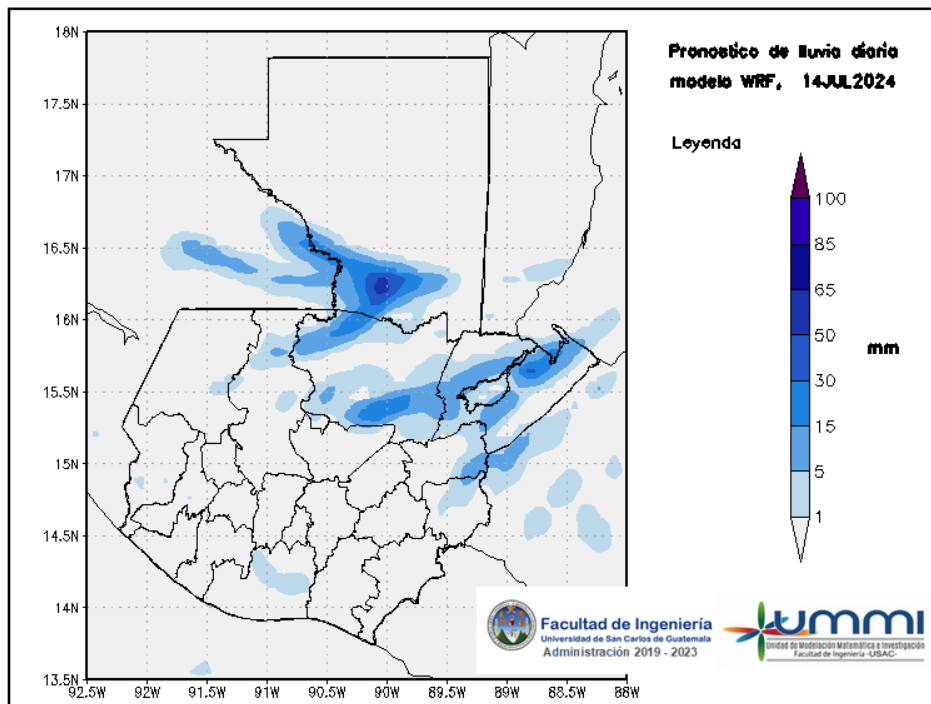 Pronostico de lluvia diaria
modelo WRF, 14JUL2024
Leyenda
100
85
65
50
30
15
5
1
mm
18N
17.5N
17N
16.5N
16N
15.5N
15N
14.5N
14N
13.5N
92.5W
92W
91.5W
91W
90.5W
90W
89.5W
89W
88.5W
88W
Facultad de Ingeniería
Universidad de San Carlos de Guatemala
Administración 2019 - 2023
ummi
Unidad de Modelación Matemática e Investigación
Facultad de Ingeniería -USAC-